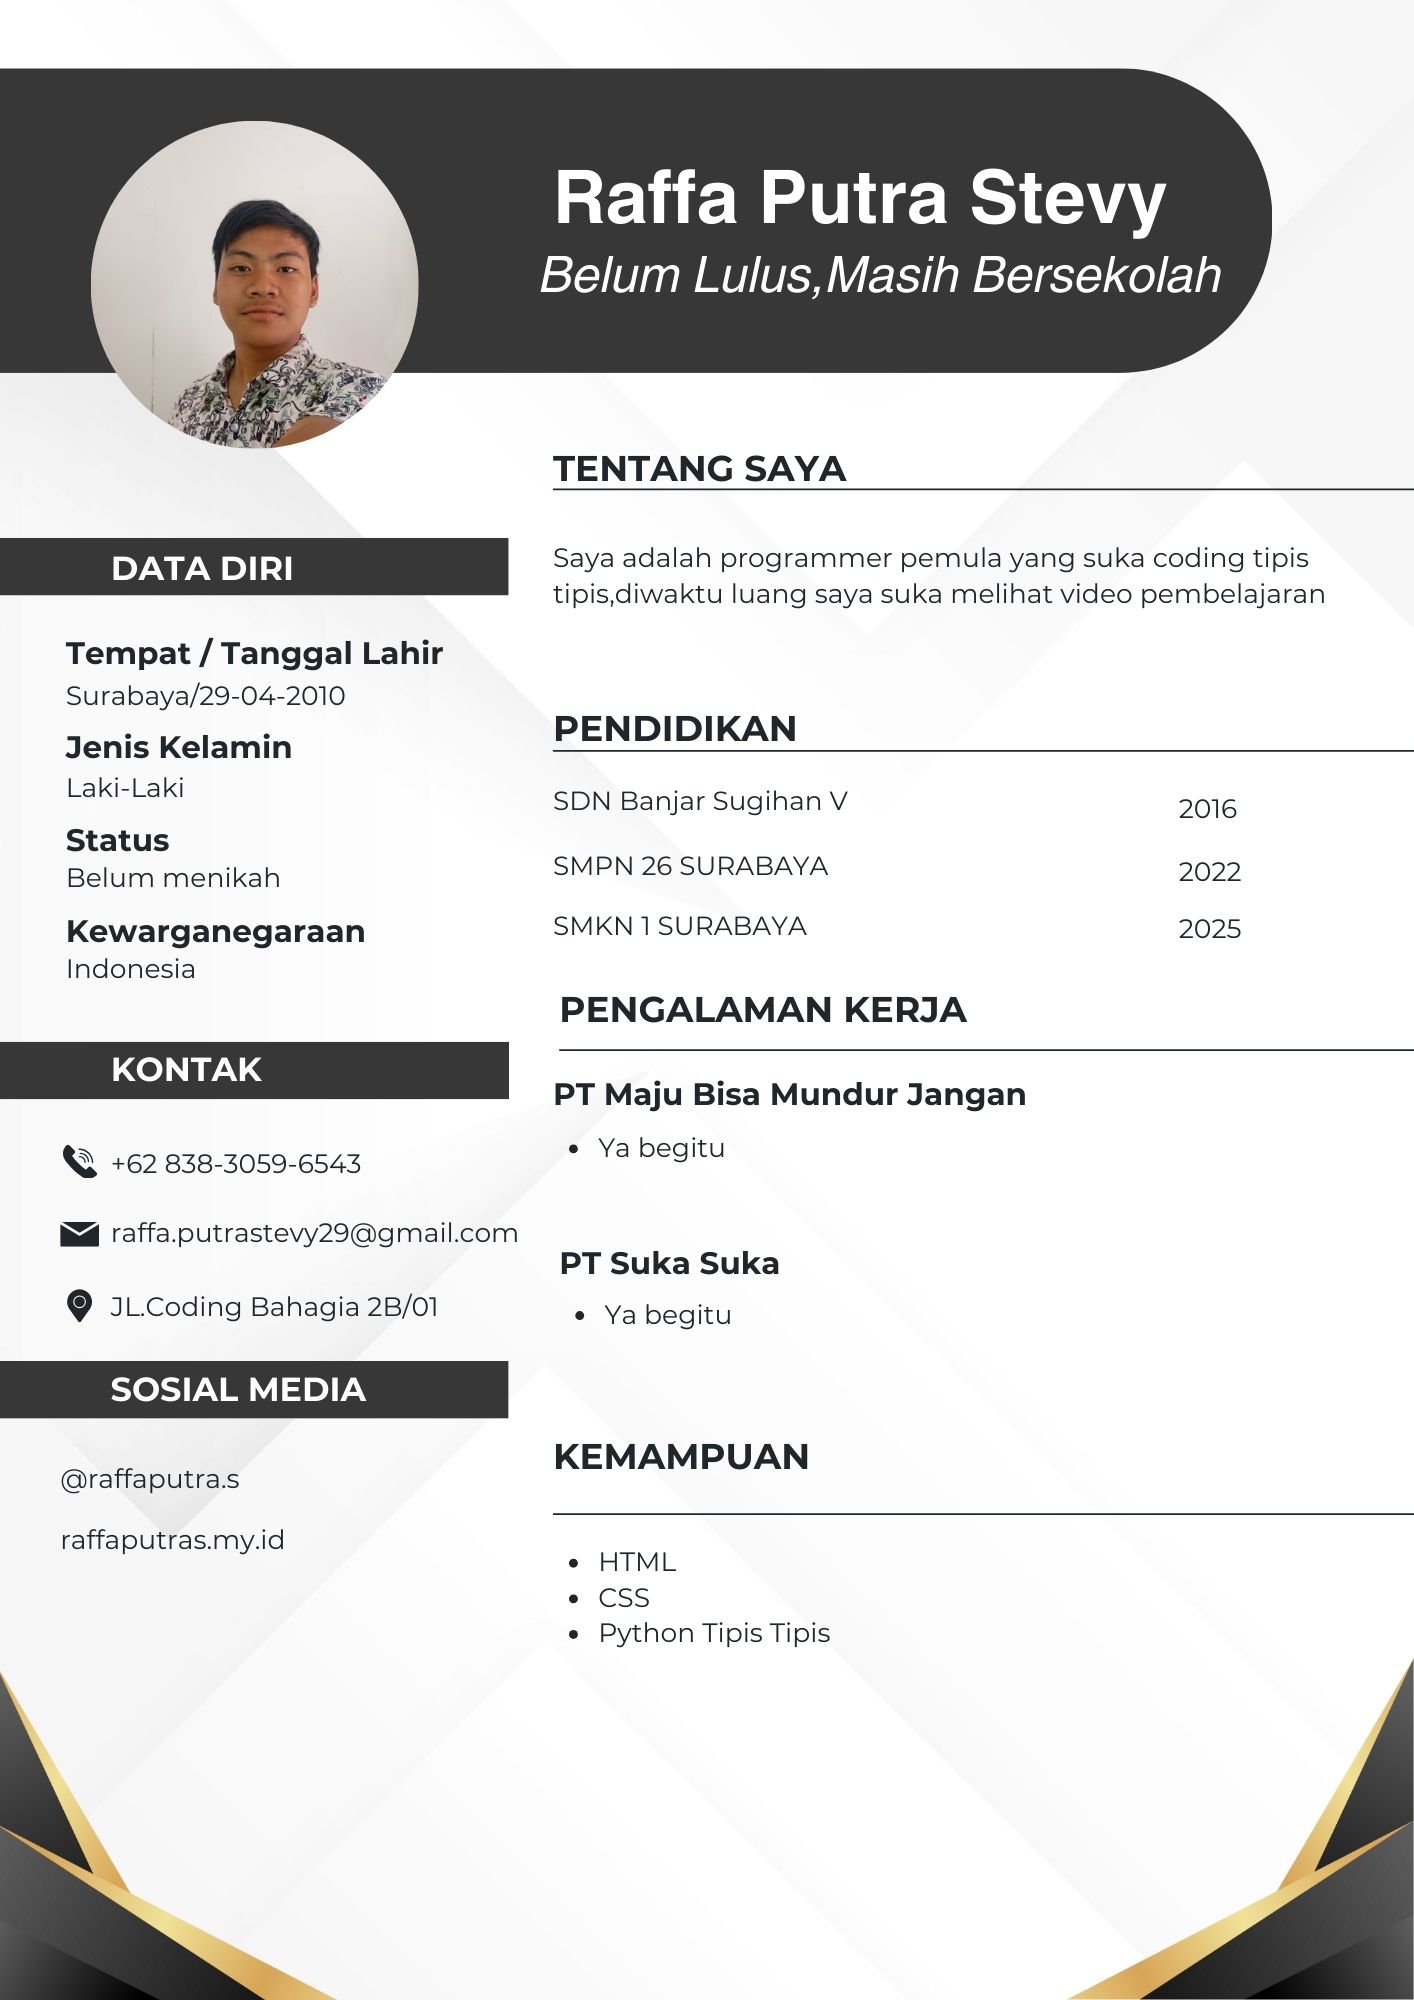 Raffa Putra Stevy
Belum Lulus,Masih Bersekolah
DATA DIRI
Tempat / Tanggal Lahir
Surabaya/29-04-2010
Jenis Kelamin
Laki-Laki
Status
Belum menikah
Kewarganegaraan
Indonesia
KONTAK
+62 838-3059-6543
raffa.putrastevy29@gmail.com
JL.Coding Bahagia 2B/01
SOSIAL MEDIA
@raffaputra.s
raffaputras.my.id
TENTANG SAYA
Saya adalah programmer pemula yang suka coding tipis
tipis,diwaktu luang saya suka melihat video pembelajaran
PENDIDIKAN
SDN Banjar Sugihan V 2016
SMPN 26 SURABAYA 2022
SMKN 1 SURABAYA 2025
PENGALAMAN KERJA
PT Maju Bisa Mundur Jangan
• Ya begitu
PT Suka Suka
• Ya begitu
KEMAMPUAN
• HTML
• CSS
• Python Tipis Tipis